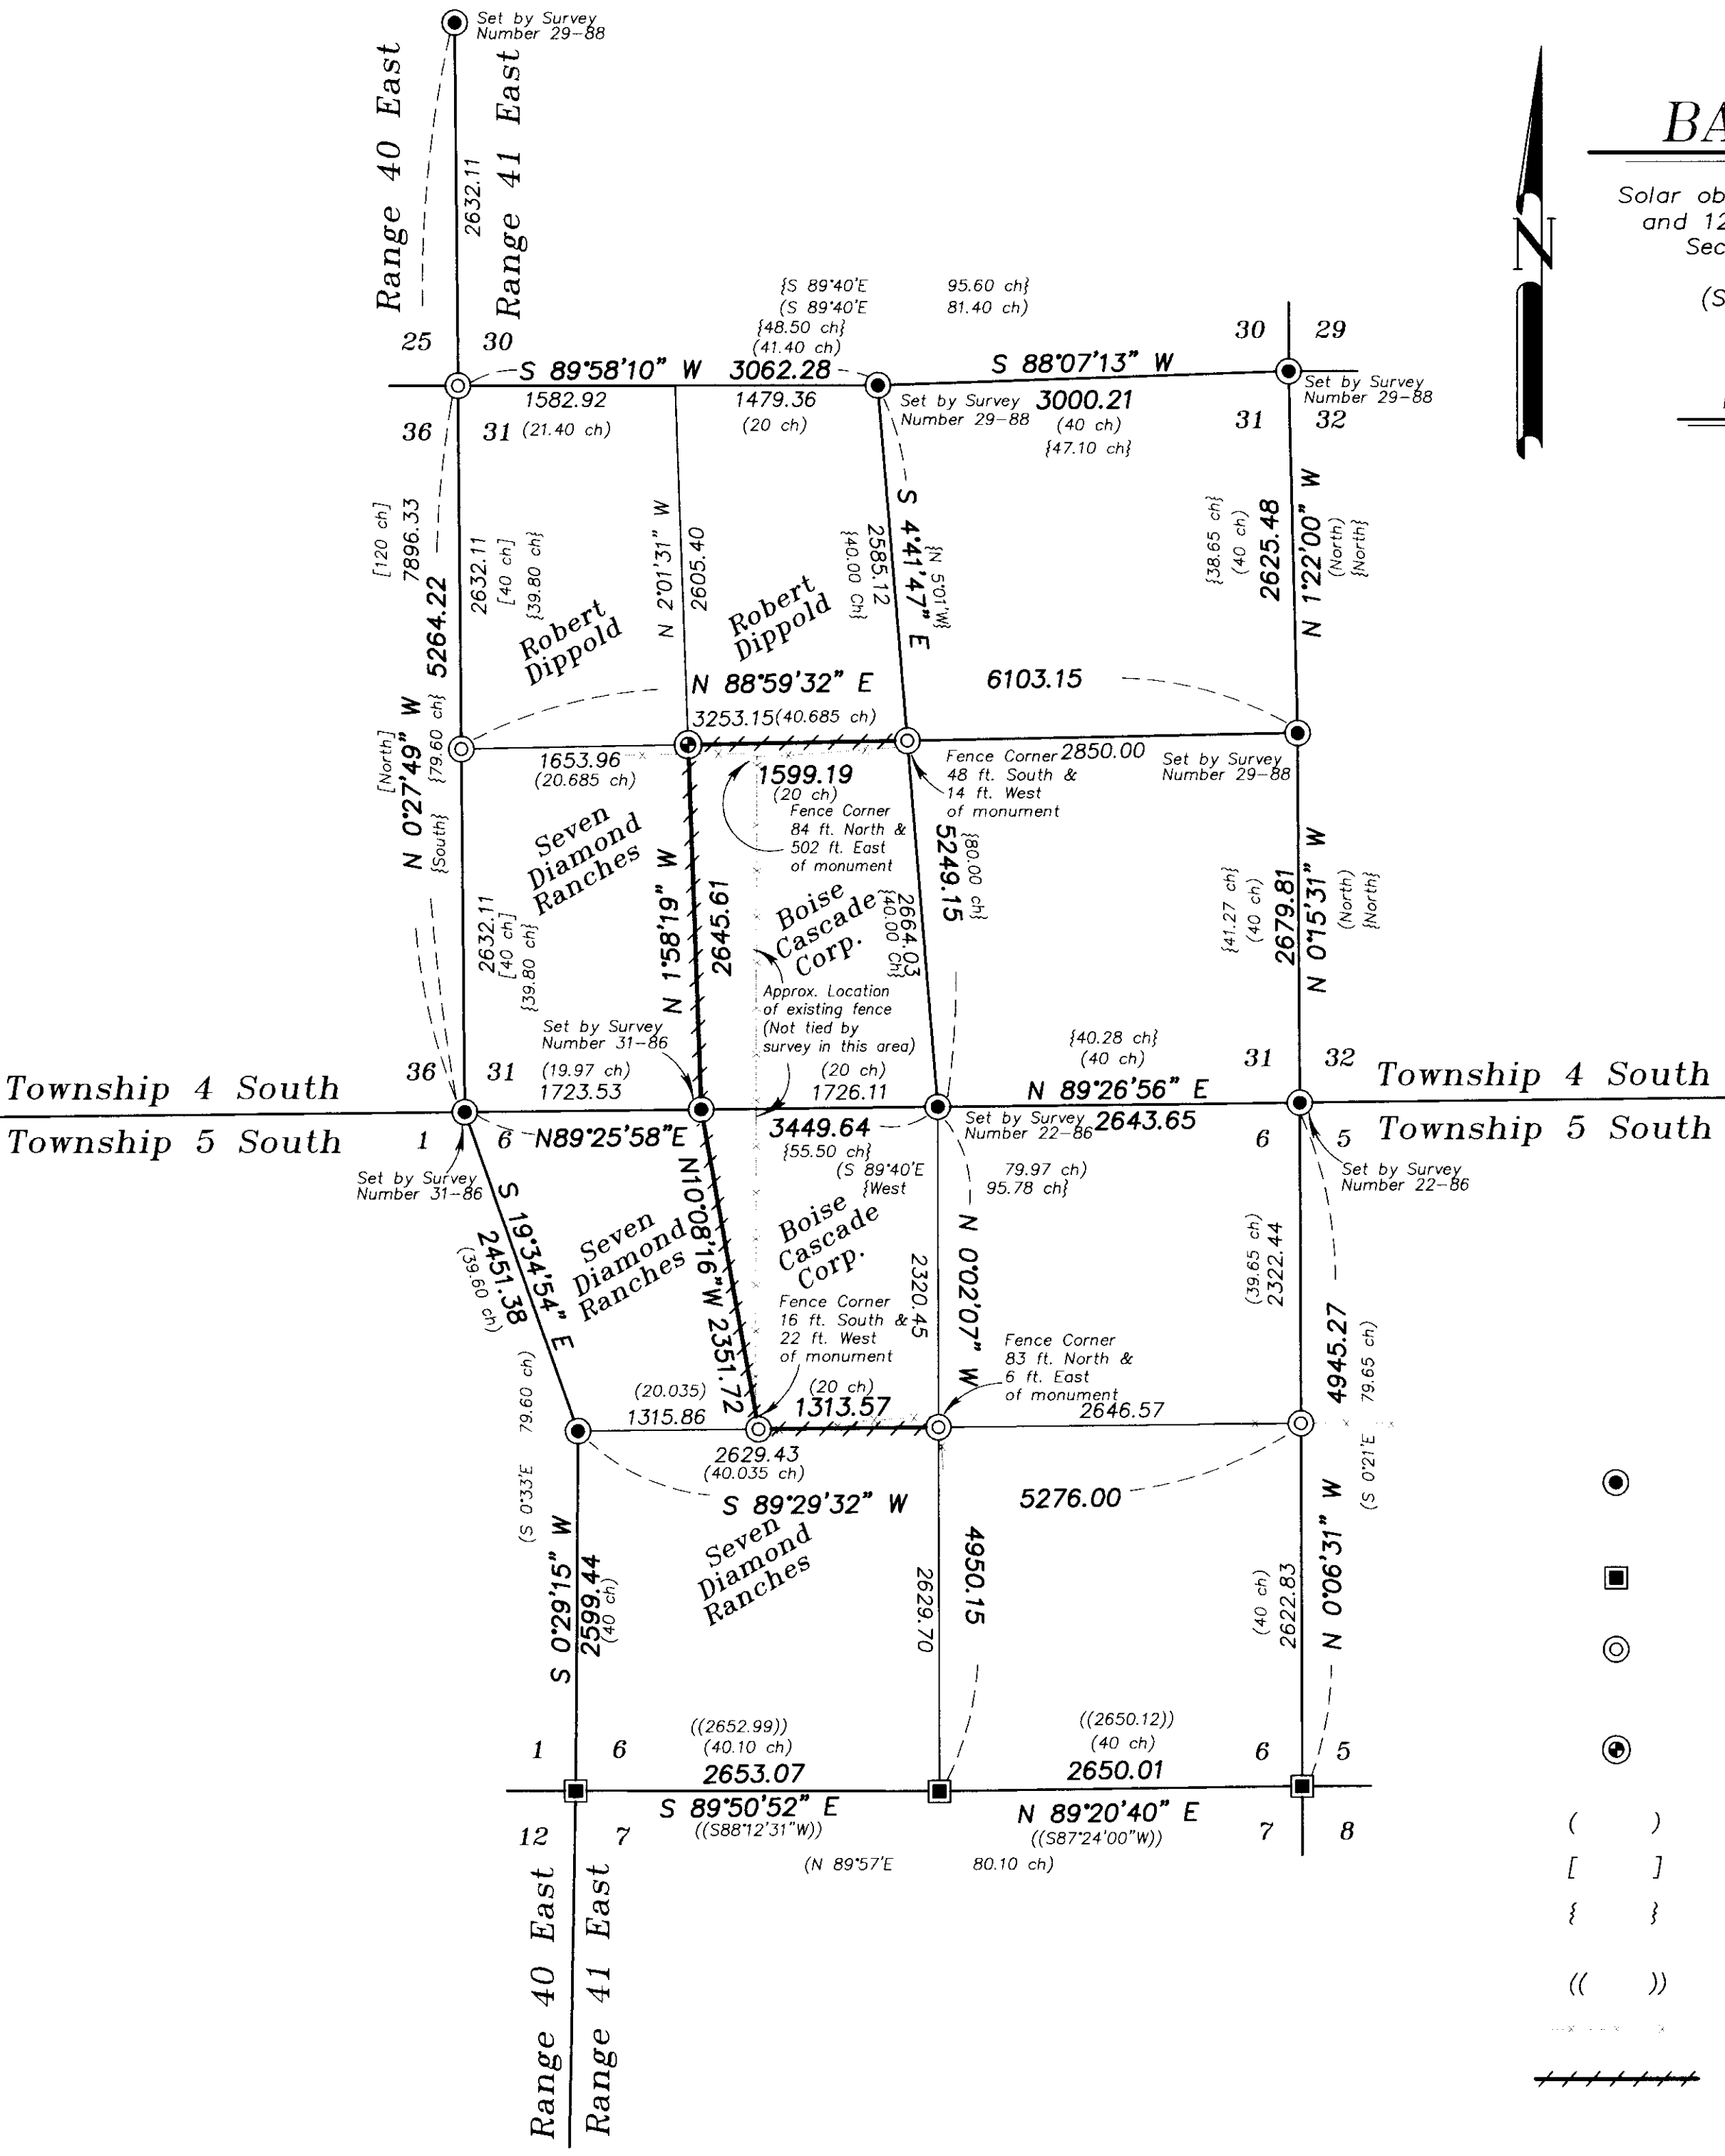 Set by Survey
Number 29-88
Range 40 East
Range 41 East
2632.11
N
BA
Solar ob
and 12
Sec
(S
{S 89°40'E 95.60 ch}
(S 89°40'E 81.40 ch)
{48.50 ch}
(41.40 ch)
25 30
30 29
S 89°58'10" W 3062.28
S 88°07'13" W
1582.92
1479.36
Set by Survey
Number 29-88
3000.21
Set by Survey
Number 29-88
36 31 (21.40 ch)
(20 ch)
(40 ch)
{47.10 ch}
31 32
[120 ch]
7896.33
5264.22
N 0°27'49" W
[North]
{South}
{79.60 ch}
2632.11
[40 ch]
{39.80 ch}
N 2°01'31" W
2605.40
2585.12
{40.00 Ch}
S 4°41'47" E
{N 5°01'W}
{38.65 ch}
(40 ch)
2625.48
N 1°22'00" W
(North)
{North}
Robert
Dippold
Robert
Dippold
N 88°59'32" E
6103.15
3253.15(40.685 ch)
1653.96
(20.685 ch)
1599.19
(20 ch)
Fence Corner
84 ft. North &
502 ft. East
of monument
Fence Corner
48 ft. South &
14 ft. West
of monument
2850.00
Set by Survey
Number 29-88
Seven
Diamond
Ranches
N 1°58'19" W
2645.61
Boise
Cascade
Corp.
2664.03
{40.00 Ch}
5249.15
{80.00 ch}
{41.27 ch}
(40 ch)
2679.81
N 0°15'31" W
(North)
{North}
2632.11
[40 ch]
{39.80 ch}
Approx. Location
of existing fence
(Not tied by
survey in this area)
Set by Survey
Number 31-86
36 31 (19.97 ch)
1723.53
(20 ch)
1726.11
{40.28 ch}
(40 ch)
31 32
N 89°26'56" E
Township 4 South
Township 4 South
Township 5 South
Township 5 South
1 6
N89°25'58"E
3449.64
{55.50 ch}
Set by Survey
Number 22-86
2643.65
6 5
(S 89°40'E 79.97 ch)
{West 95.78 ch}
Set by Survey
Number 31-86
Set by Survey
Number 22-86
S 19°34'54" E
2451.38
(39.60 ch)
Seven
Diamond
Ranches
N10°08'16"W 2351.72
Boise
Cascade
Corp.
2320.45
N 0°02'07" W
(39.65 ch)
2322.44
4945.27
Fence Corner
16 ft. South &
22 ft. West
of monument
Fence Corner
83 ft. North &
6 ft. East
of monument
(S 0°33'E 79.60 ch)
(S 0°21'E 79.65 ch)
(20.035)
1315.86
(20 ch)
1313.57
2646.57
2629.43
(40.035 ch)
S 89°29'32" W
5276.00
Seven
Diamond
Ranches
S 0°29'15" W
2599.44
(40 ch)
2629.70
4950.15
(40 ch)
2622.83
N 0°06'31" W
((2652.99))
(40.10 ch)
2653.07
((2650.12))
(40 ch)
2650.01
1 6
6 5
S 89°50'52" E
((S88°12'31"W))
N 89°20'40" E
((S87°24'00"W))
12 7
7 8
(N 89°57'E 80.10 ch)
Range 40 East
Range 41 East
( )
[ ]
{ }
(( ))